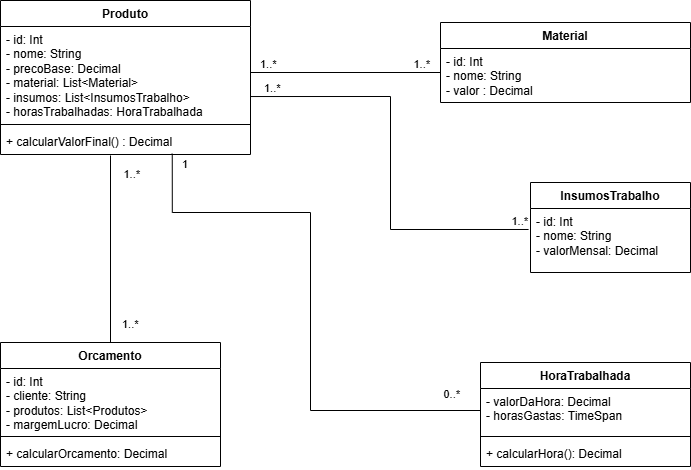 Produto
- id: Int
- nome: String
- precoBase: Decimal
- material: List<Material>
- insumos: List<InsumosTrabalho>
- horasTrabalhadas: HoraTrabalhada
+ calcularValorFinal() : Decimal
1..*
1..*
1..*
Material
- id: Int
- nome: String
- valor : Decimal
1..*
1
1..*
InsumosTrabalho
- id: Int
- nome: String
- valorMensal: Decimal
1..*
Orcamento
- id: Int
- cliente: String
- produtos: List<Produtos>
- margemLucro: Decimal
+ calcularOrcamento: Decimal
0..*
HoraTrabalhada
- valorDaHora: Decimal
- horasGastas: TimeSpan
+ calcularHora(): Decimal